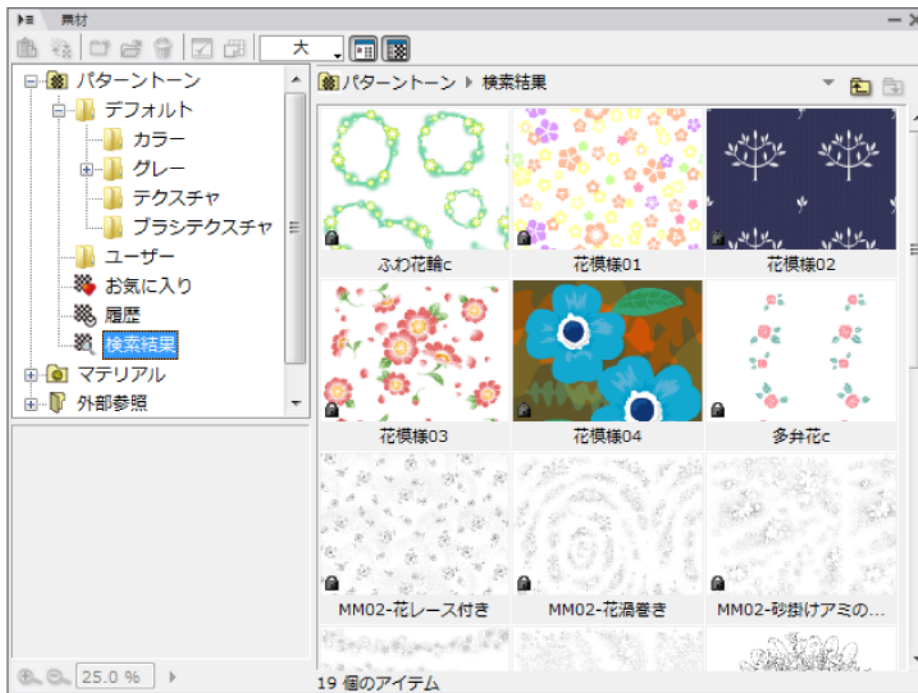 素材
大
パターントーン
デフォルト
カラー
グレー
テクスチャ
ブラシテクスチャ
ユーザー
お気に入り
履歴
検索結果
マテリアル
外部参照
25.0 %
パターントーン 検索結果
ふわ花輪c
花模様01
花模様02
花模様03
花模様04
多弁花c
MM02-花レース付き
MM02-花渦巻き
MM02-砂掛けアミの...
19 個のアイテム